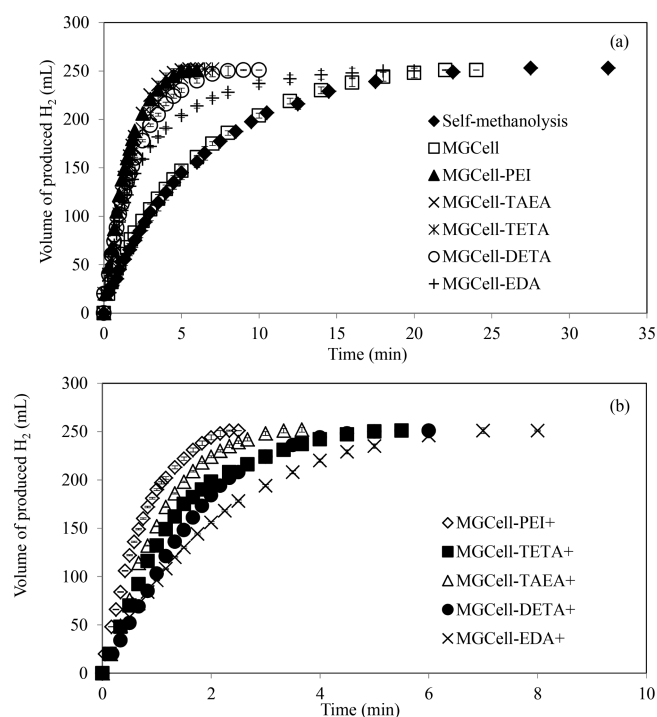 300
(a)
250
200
150
100
50
0
Volume of produced H₂ (mL)
Self-methanolysis
MGCell
MGCell-PEI
MGCell-TAEA
MGCell-TETA
MGCell-DETA
MGCell-EDA
0 5 10 15 20 25 30 35
Time (min)
300
(b)
250
200
150
100
50
0
Volume of produced H₂ (mL)
MGCell-PEI+
MGCell-TETA+
MGCell-TAEA+
MGCell-DETA+
MGCell-EDA+
0 2 4 6 8 10
Time (min)